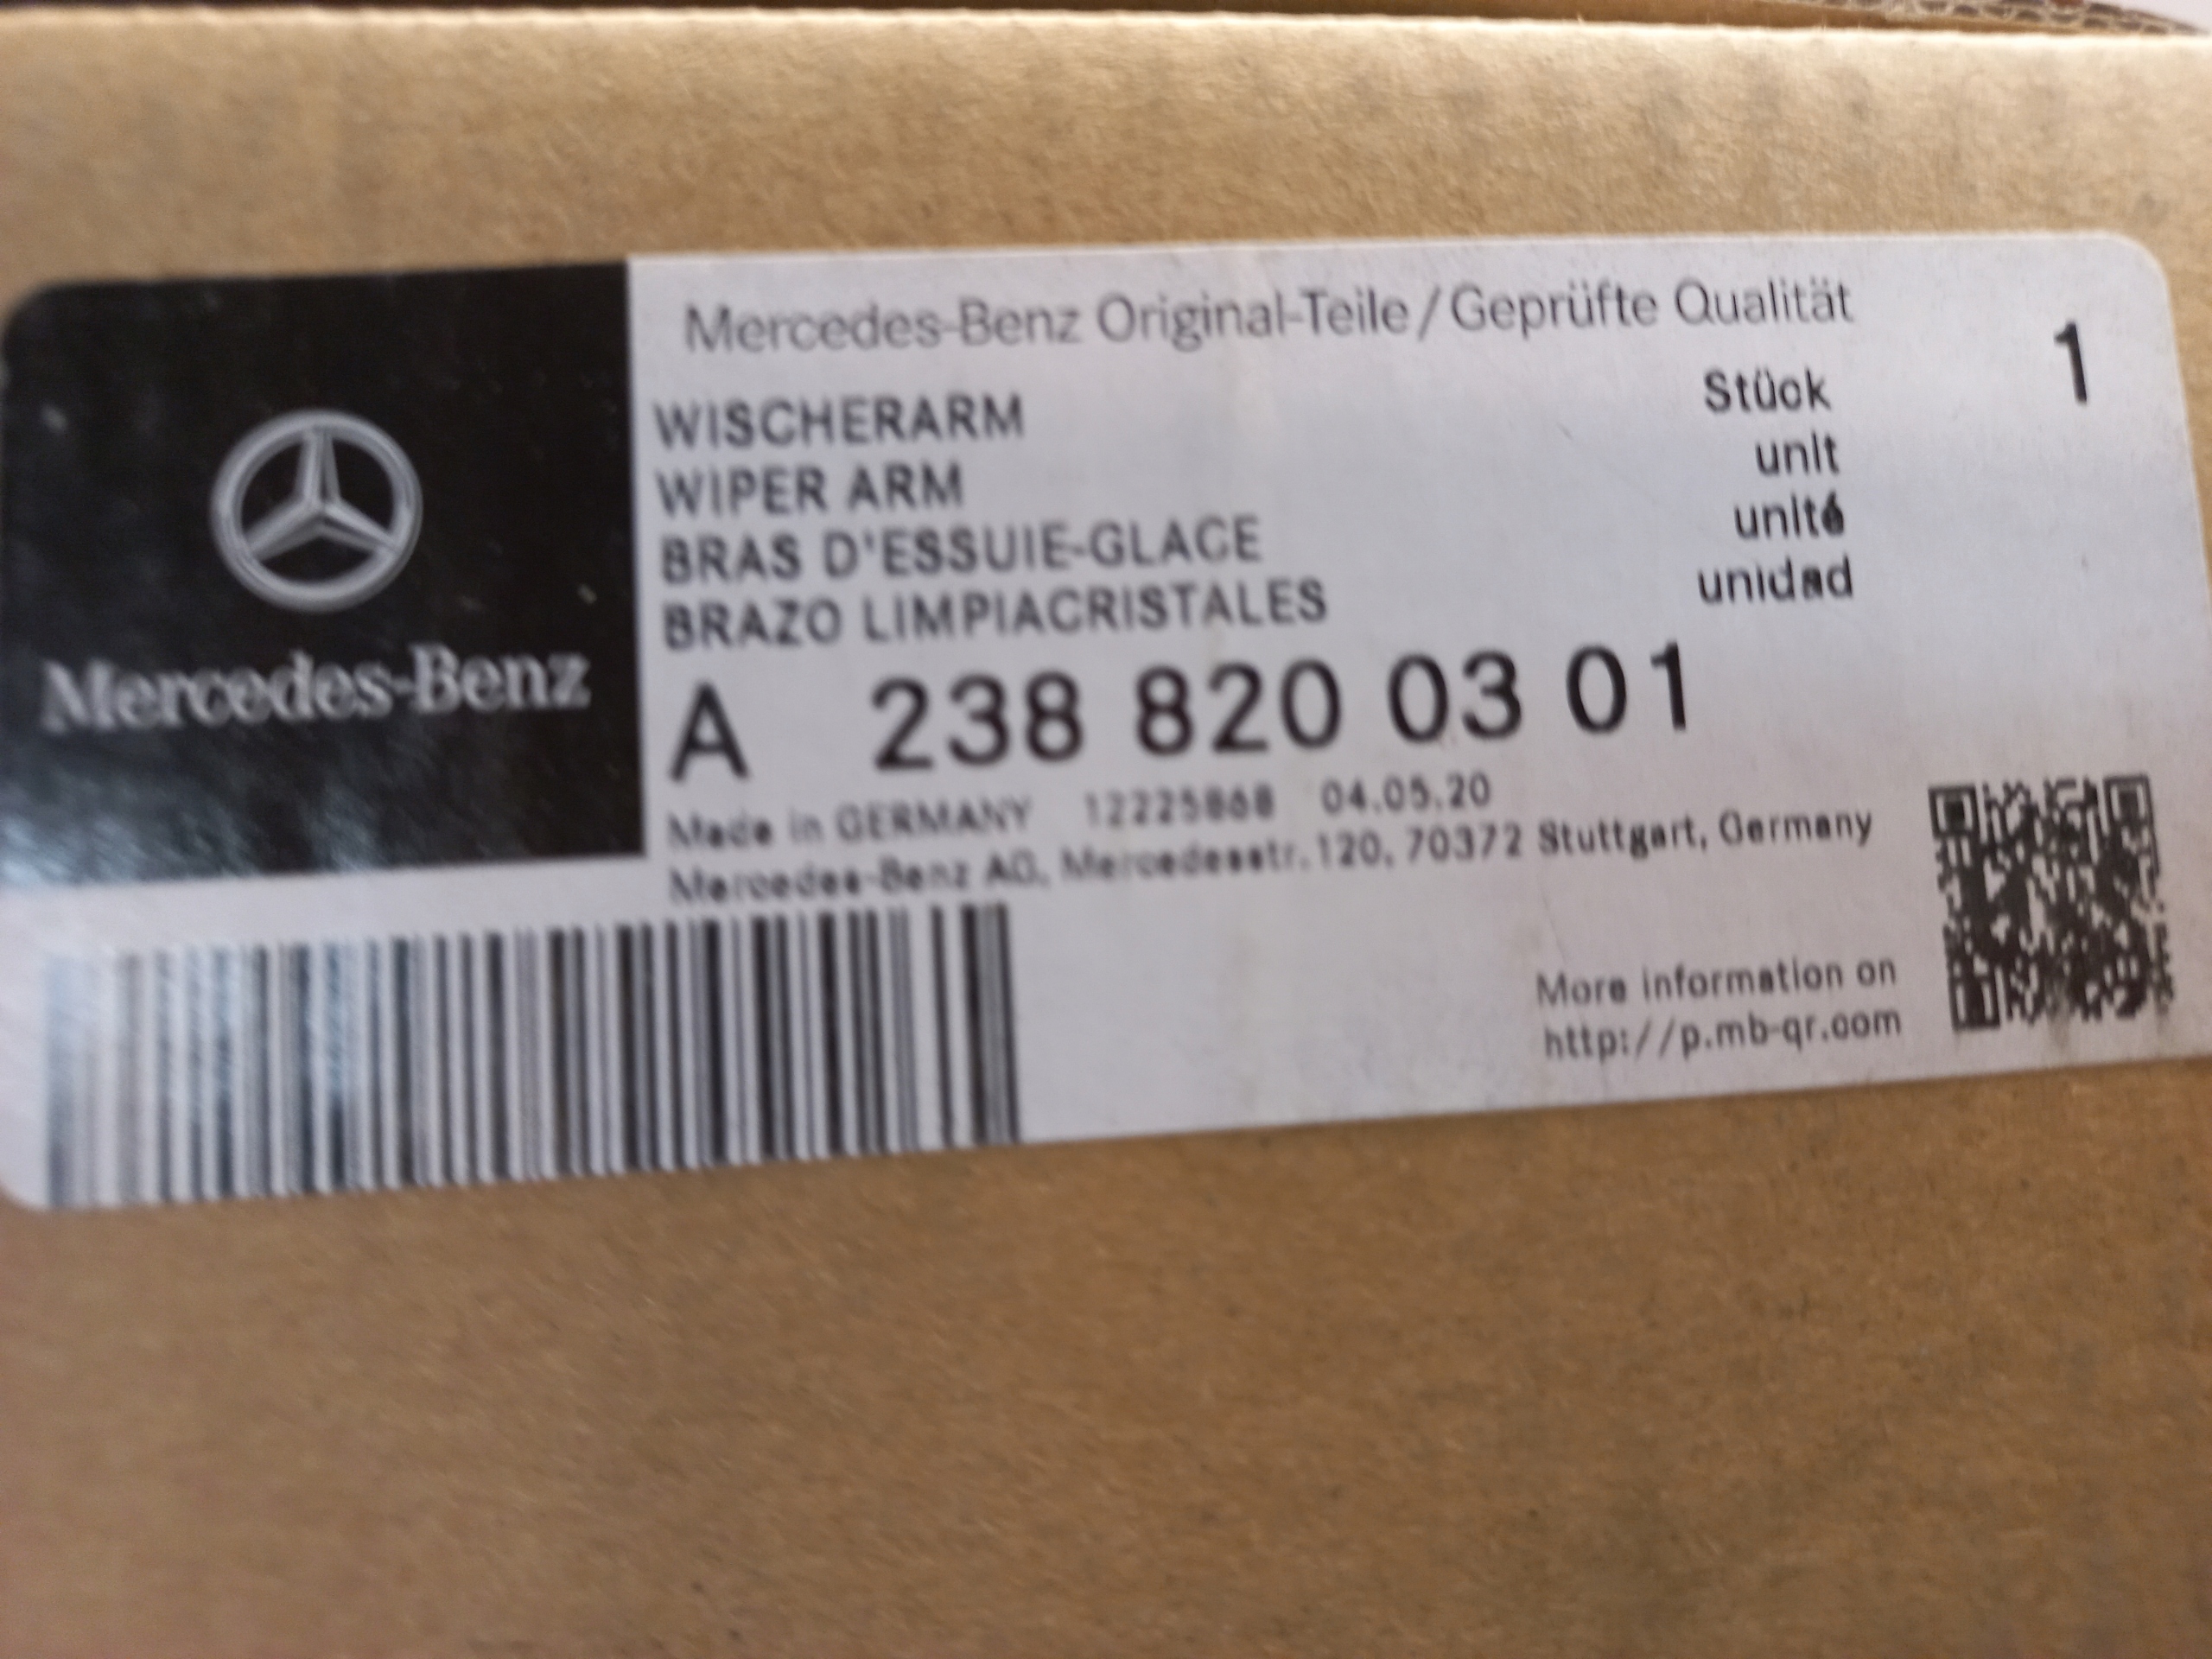 Mercedes-Benz
Mercedes-Benz Original-Teile / Geprüfte Qualität
WISCHERARM
WIPER ARM
BRAS D'ESSUIE-GLACE
BRAZO LIMPIACRISTALES
Stück 1
unit
unité
unidad
A 238 820 03 01
Made in GERMANY 12225868 04.05.20
Mercedes-Benz AG, Mercedesstr. 120, 70372 Stuttgart, Germany
More information on
http://p.mb-qr.com